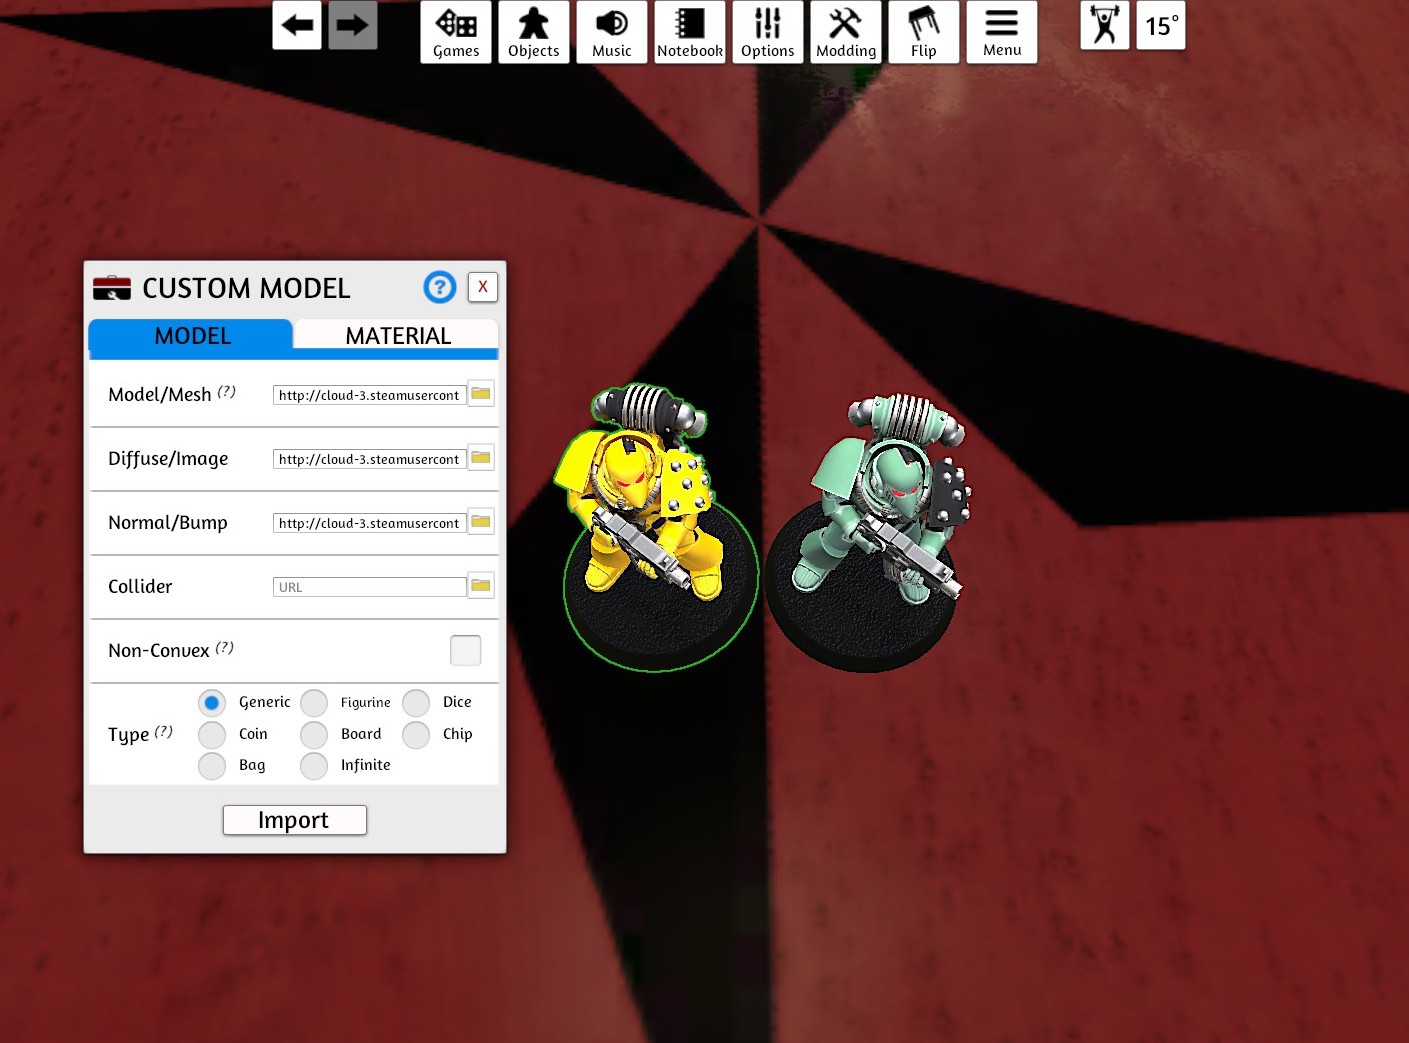 Games
Objects
Music
Notebook
Options
Modding
Flip
Menu
15°
CUSTOM MODEL
?
X
MODEL
MATERIAL
Model/Mesh (?)
http://cloud-3.steamusercont
Diffuse/Image
http://cloud-3.steamusercont
Normal/Bump
http://cloud-3.steamusercont
Collider
URL
Non-Convex (?)
Type (?)
Generic Figurine Dice
Coin Board Chip
Bag Infinite
Import